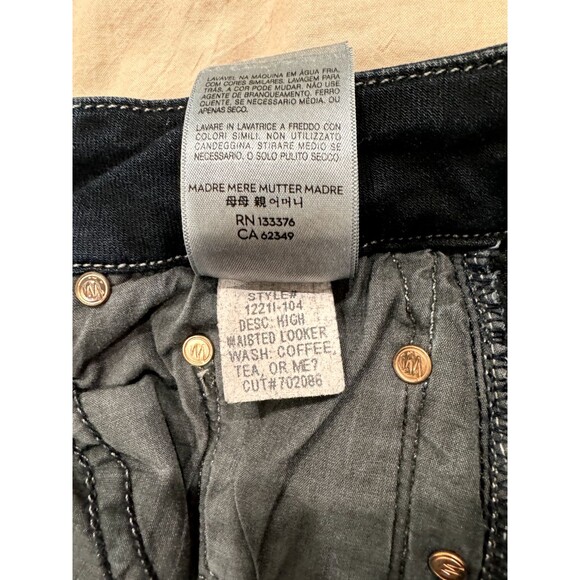 LAVÁVEL NA MÁQUINA EM ÁGUA FRIA,
COM CORES SIMILARES. LAVAGEM PARA
TRÁS, A COR PODE MUDAR. NÃO USE
AGENTE DE BRANQUEAMENTO. FERRO
QUENTE, SE NECESSÁRIO MÉDIA, OU
APENAS SECO.
LAVARE IN LAVATRICE A FREDDO CON
COLORI SIMILI. NON UTILIZZATO
CANDEGGINA. STIRARE MEDIO SE
NECESSARIO. O SOLO PULITO SECCO.
MADRE MERE MUTTER MADRE
母母 親 어머니
RN 133376
CA 62349
STYLE#
12211-104
DESC: HIGH
WAISTED LOOKER
WASH: COFFEE,
TEA, OR ME?
CUT#702086